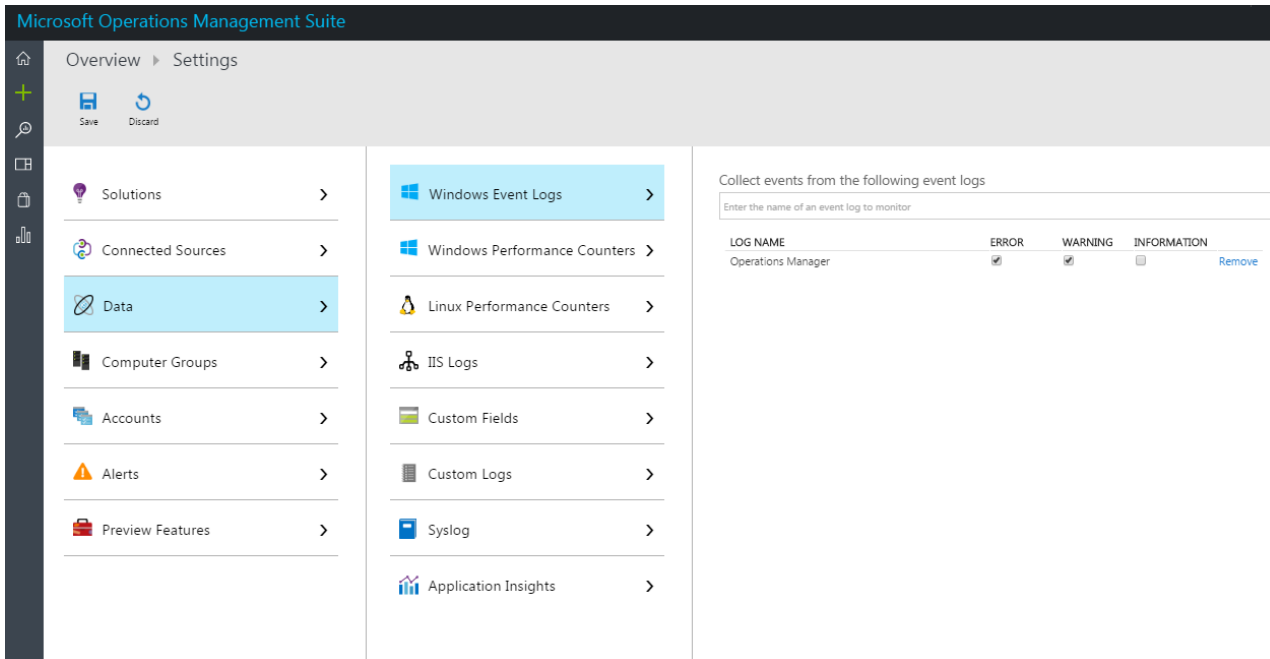 Microsoft Operations Management Suite
Overview Settings
Save Discard
Solutions
Connected Sources
Data
Computer Groups
Accounts
Alerts
Preview Features
Windows Event Logs
Windows Performance Counters
Linux Performance Counters
IIS Logs
Custom Fields
Custom Logs
Syslog
Application Insights
Collect events from the following event logs
Enter the name of an event log to monitor
LOG NAME ERROR WARNING INFORMATION
Operations Manager Remove